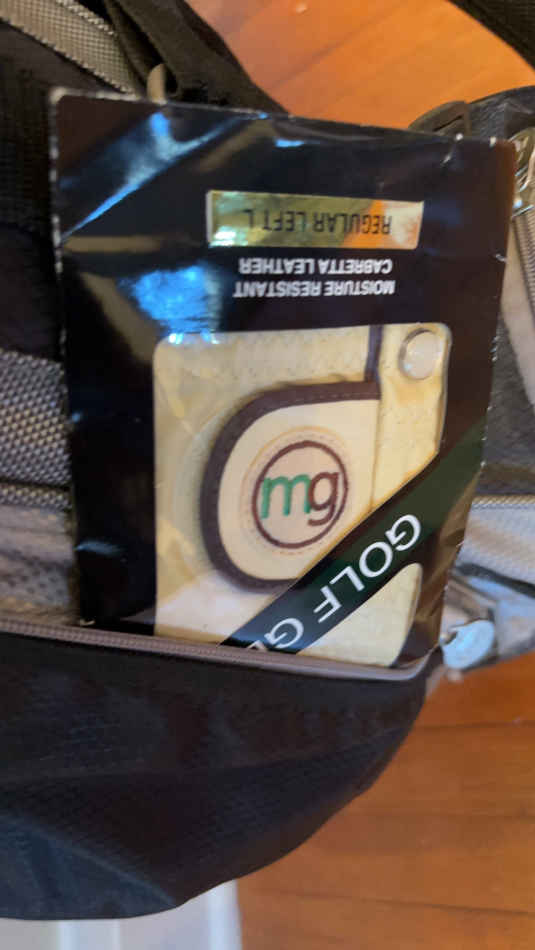 REGULAR LEFT L
MOISTURE RESISTANT
CABRETTA LEATHER
mg
GOLF